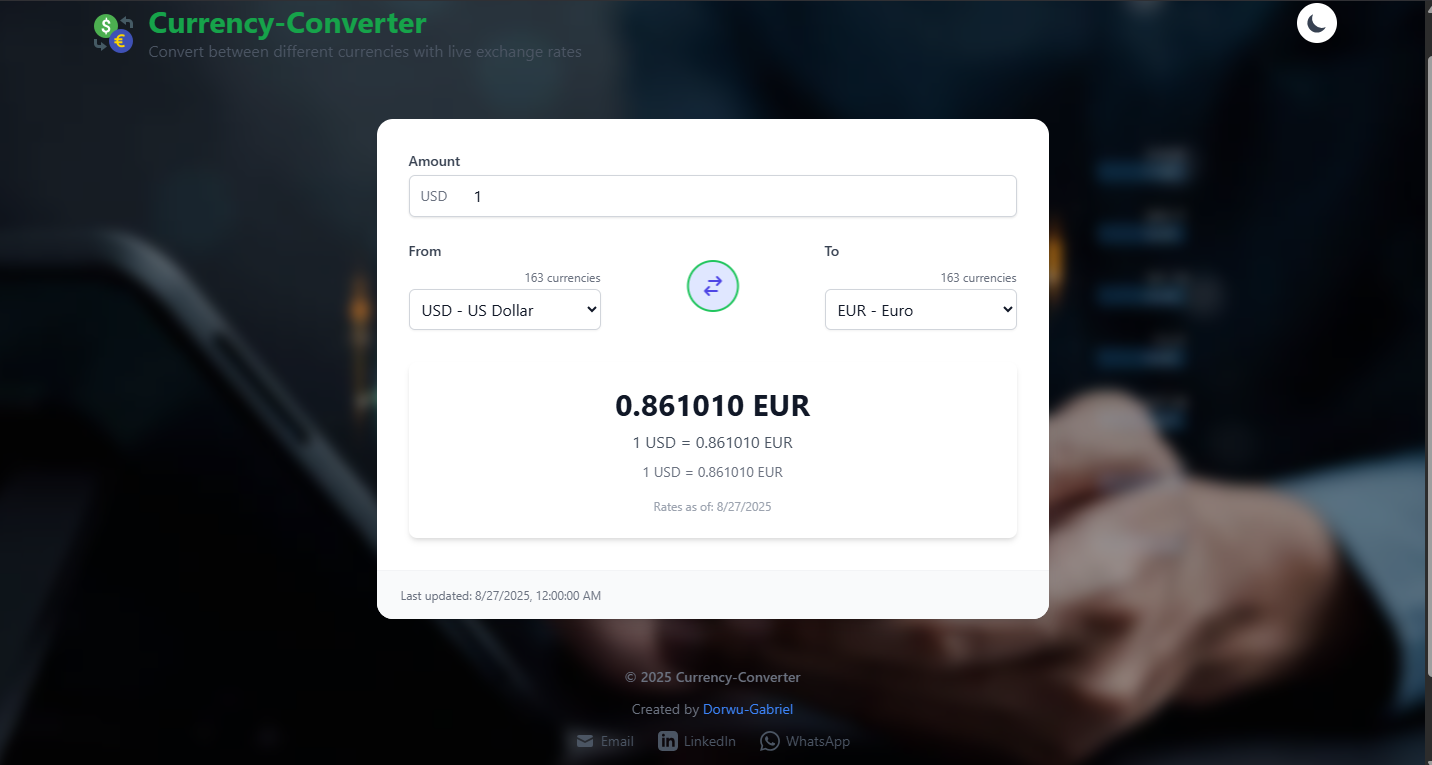 $ €
Currency-Converter
Convert between different currencies with live exchange rates
Amount
USD 1
From To
163 currencies 163 currencies
USD - US Dollar EUR - Euro
0.861010 EUR
1 USD = 0.861010 EUR
1 USD = 0.861010 EUR
Rates as of: 8/27/2025
Last updated: 8/27/2025, 12:00:00 AM
© 2025 Currency-Converter
Created by Dorwu-Gabriel
Email in LinkedIn WhatsApp